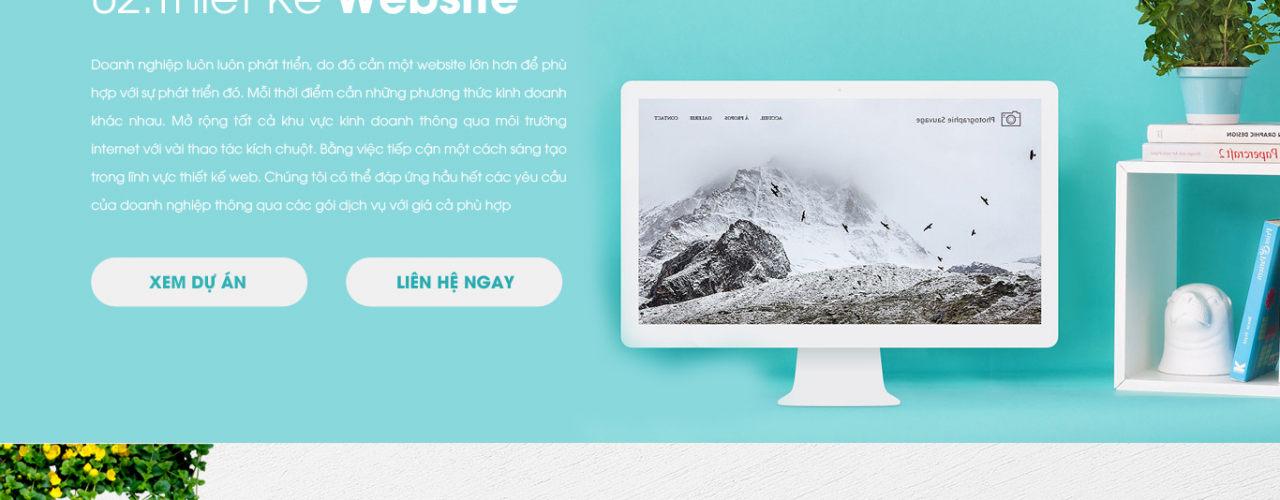 02.Thiết Kế Website
Doanh nghiệp luôn luôn phát triển, do đó cần một website lớn hơn để phù
hợp với sự phát triển đó. Mỗi thời điểm cần những phương thức kinh doanh
khác nhau. Mở rộng tất cả khu vực kinh doanh thông qua môi trường
internet với vài thao tác kích chuột. Bằng việc tiếp cận một cách sáng tạo
trong lĩnh vực thiết kế web. Chúng tôi có thể đáp ứng hầu hết các yêu cầu
của doanh nghiệp thông qua các gói dịch vụ với giá cả phù hợp
XEM DỰ ÁN
LIÊN HỆ NGAY
CONTACT
GALERIES
À PROPOS
ACCUEIL
Photographie Sauvage
GRAPHIC DESIGN
Papercraft 2